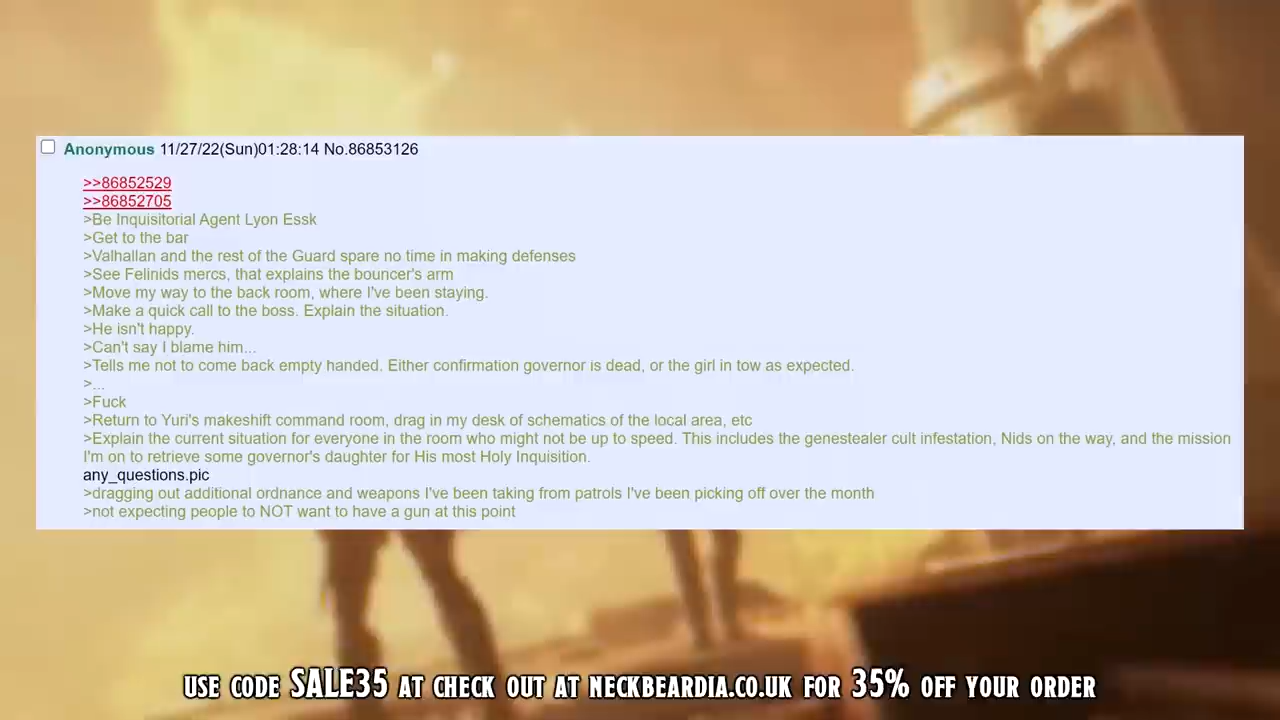 Anonymous 11/27/22(Sun)01:28:14 No.86853126
>>86852529
>>86852705
>Be Inquisitorial Agent Lyon Essk
>Get to the bar
>Valhallan and the rest of the Guard spare no time in making defenses
>See Felinids mercs, that explains the bouncer's arm
>Move my way to the back room, where I've been staying.
>Make a quick call to the boss. Explain the situation.
>He isn't happy.
>Can't say I blame him...
>Tells me not to come back empty handed. Either confirmation governor is dead, or the girl in tow as expected.
>...
>Fuck
>Return to Yuri's makeshift command room, drag in my desk of schematics of the local area, etc
>Explain the current situation for everyone in the room who might not be up to speed. This includes the genestealer cult infestation, Nids on the way, and the mission
I'm on to retrieve some governor's daughter for His most Holy Inquisition.
any_questions.pic
>dragging out additional ordnance and weapons I've been taking from patrols I've been picking off over the month
>not expecting people to NOT want to have a gun at this point
USE CODE SALE35 AT CHECK OUT AT NECKBEARDIA.CO.UK FOR 35% OFF YOUR ORDER